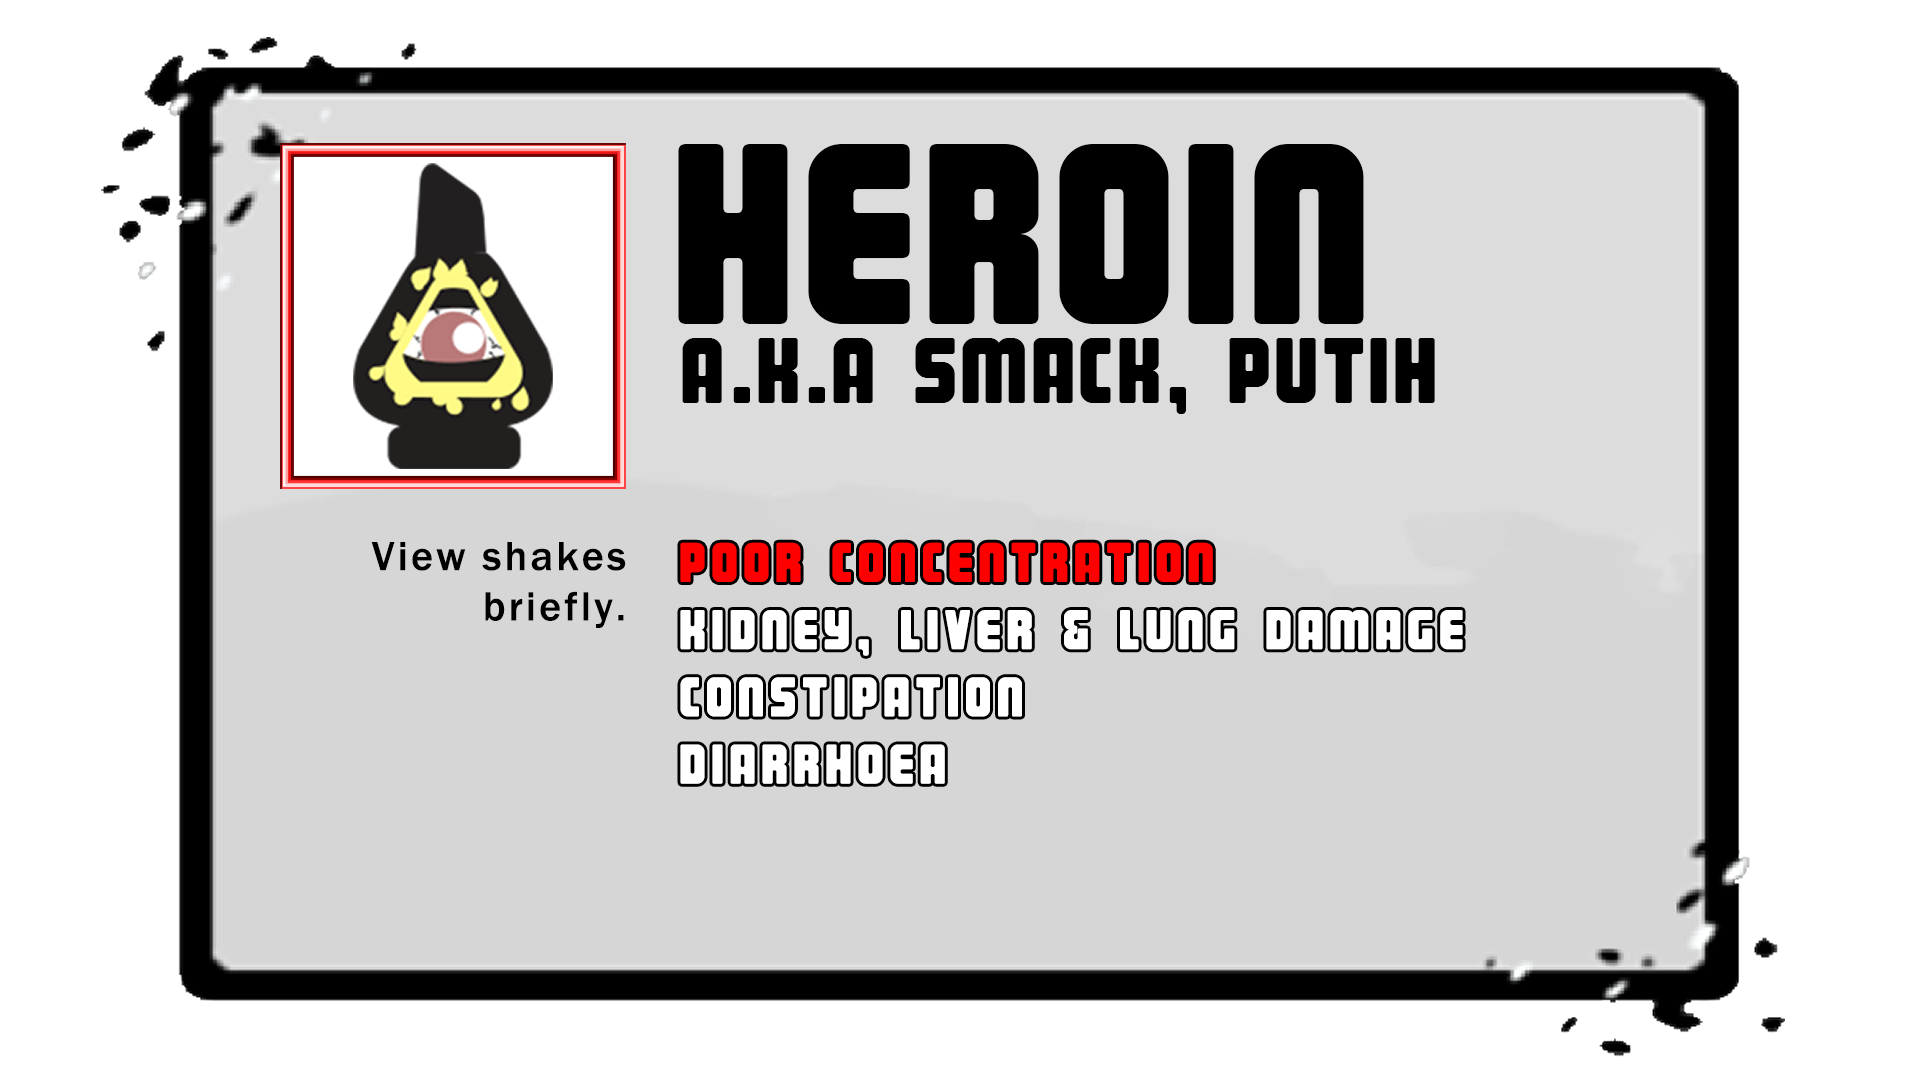 HEROIN
A.K.A SMACK, PUTIH
View shakes
briefly.
POOR CONCENTRATION
KIDNEY, LIVER & LUNG DAMAGE
CONSTIPATION
DIARRHOEA